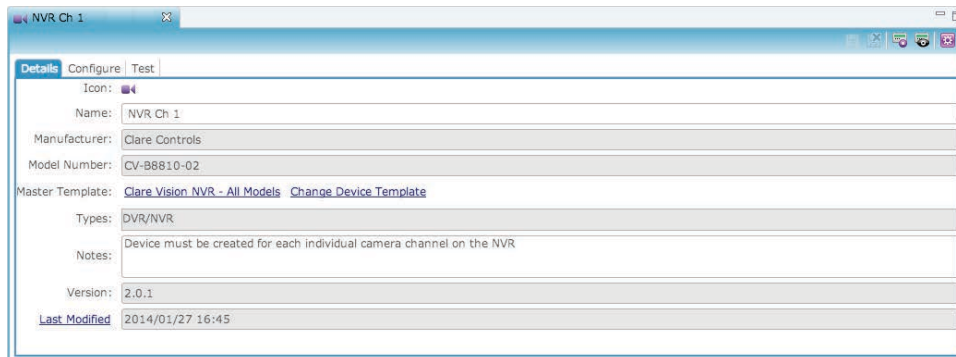 NVR Ch 1
Details Configure Test
Icon:
Name: NVR Ch 1
Manufacturer: Clare Controls
Model Number: CV-B8810-02
Master Template: Clare Vision NVR - All Models Change Device Template
Types: DVR/NVR
Notes: Device must be created for each individual camera channel on the NVR
Version: 2.0.1
Last Modified 2014/01/27 16:45